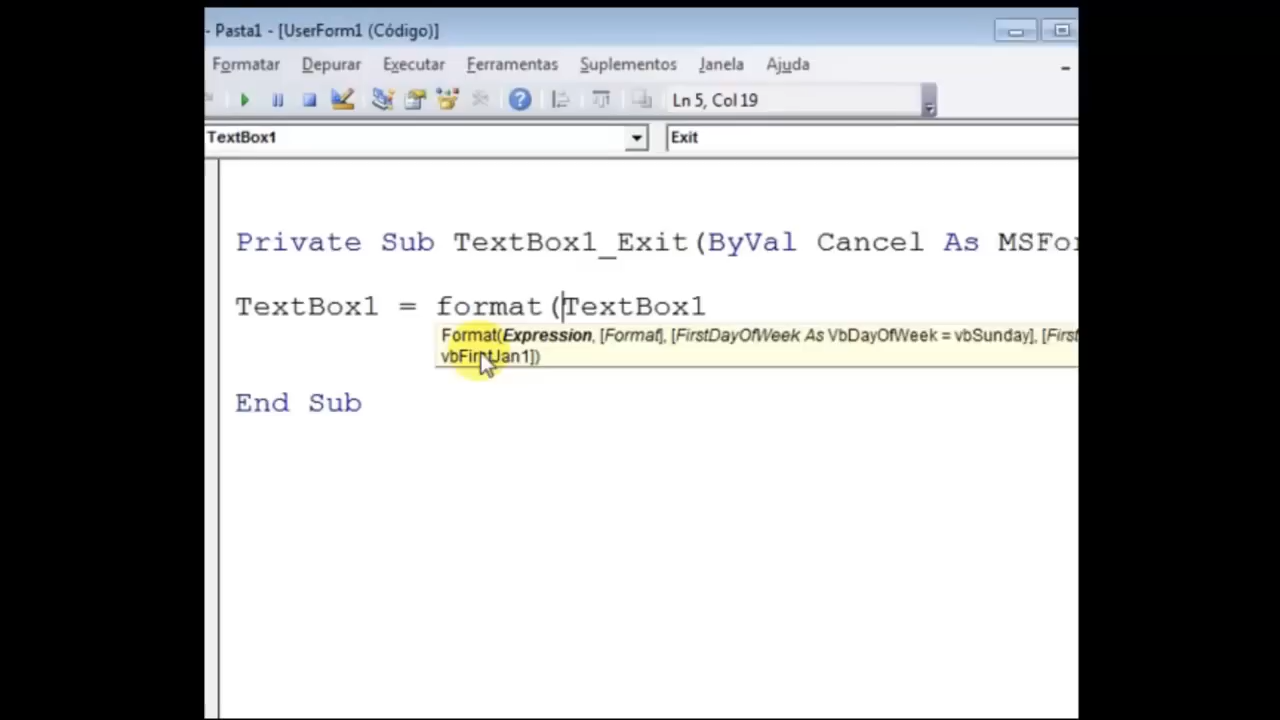 - Pasta1 - [UserForm1 (Código)]
Formatar Depurar Executar Ferramentas Suplementos Janela Ajuda
Ln 5, Col 19
TextBox1 Exit
Private Sub TextBox1_Exit(ByVal Cancel As MSFor
TextBox1 = format(TextBox1
Format(Expression, [Format], [FirstDayOfWeek As VbDayOfWeek = vbSunday], [First
vbFirstJan1])
End Sub